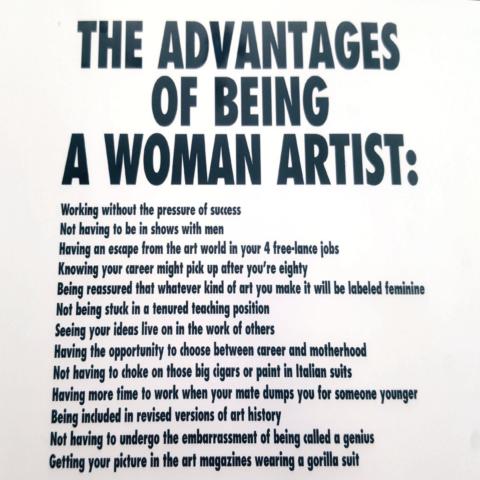 THE ADVANTAGES
OF BEING
A WOMAN ARTIST:
Working without the pressure of success
Not having to be in shows with men
Having an escape from the art world in your 4 free-lance jobs
Knowing your career might pick up after you're eighty
Being reassured that whatever kind of art you make it will be labeled feminine
Not being stuck in a tenured teaching position
Seeing your ideas live on in the work of others
Having the opportunity to choose between career and motherhood
Not having to choke on those big cigars or paint in Italian suits
Having more time to work when your mate dumps you for someone younger
Being included in revised versions of art history
Not having to undergo the embarrassment of being called a genius
Getting your picture in the art magazines wearing a gorilla suit